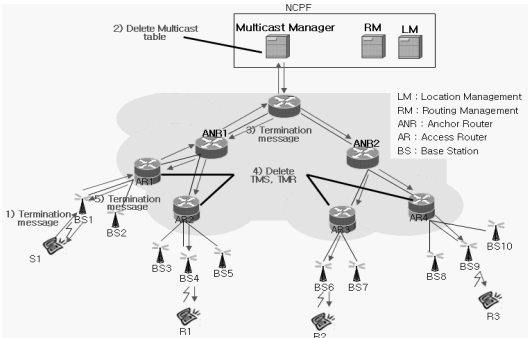 NCPF
2) Delete Multicast
table
Multicast Manager
RM
LM
LM : Location Management
RM : Routing Management
ANR : Anchor Router
AR : Access Router
BS : Base Station
ANR1
3) Termination
message
ANR2
AR1
4) Delete
TMS, TMR
5) Termination
message
1) Termination
message
BS1
BS2
S1
AR2
AR3
AR4
BS3
BS4
BS5
BS6
BS7
BS8
BS9
BS10
R1
R2
R3